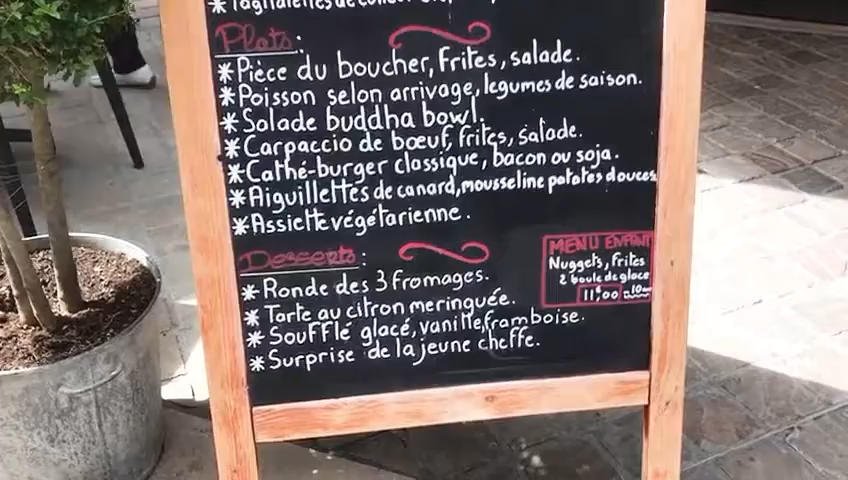 *Tagliatelles de
Plats:
*Pièce du boucher, frites, salade.
*Poisson selon arrivage, legumes de saison.
*Salade buddha bowl.
*Carpaccio de bœuf, frites, salade.
*Cathé-burger classique, bacon ou soja.
*Aiguillettes de canard, mousseline patates douces
*Assiette végétarienne.
Desserts:
*Ronde des 3 fromages.
*Tarte au citron meringuée.
*Soufflé glacé, vanille, framboise.
*Surprise de la jeune cheffe.
MENU ENFANT
Nuggets, frites
2 boule de glace
11€00